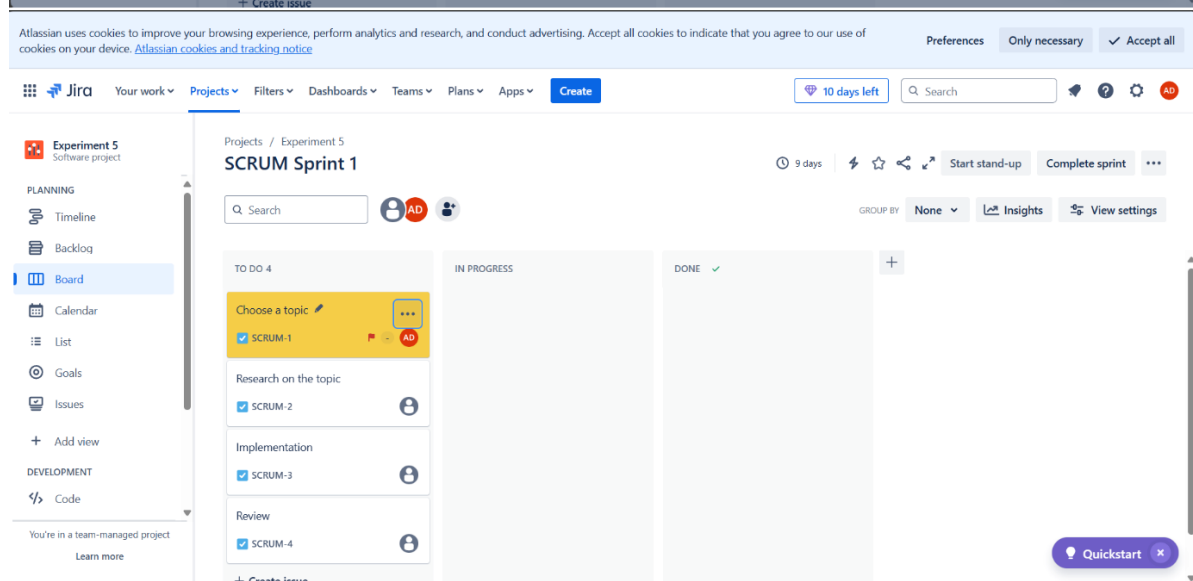 + Create issue
Atlassian uses cookies to improve your browsing experience, perform analytics and research, and conduct advertising. Accept all cookies to indicate that you agree to our use of
cookies on your device. Atlassian cookies and tracking notice
Preferences
Only necessary
Accept all
Jira
Your work
Projects
Filters
Dashboards
Teams
Plans
Apps
Create
10 days left
Search
AD
Experiment 5
Software project
PLANNING
Timeline
Backlog
Board
Calendar
List
Goals
Issues
+ Add view
DEVELOPMENT
Code
You're in a team-managed project
Learn more
Projects / Experiment 5
SCRUM Sprint 1
9 days
Start stand-up
Complete sprint
Search
AD
GROUP BY
None
Insights
View settings
TO DO 4
IN PROGRESS
DONE
Choose a topic
SCRUM-1
AD
Research on the topic
SCRUM-2
Implementation
SCRUM-3
Review
SCRUM-4
+ Create issue
Quickstart